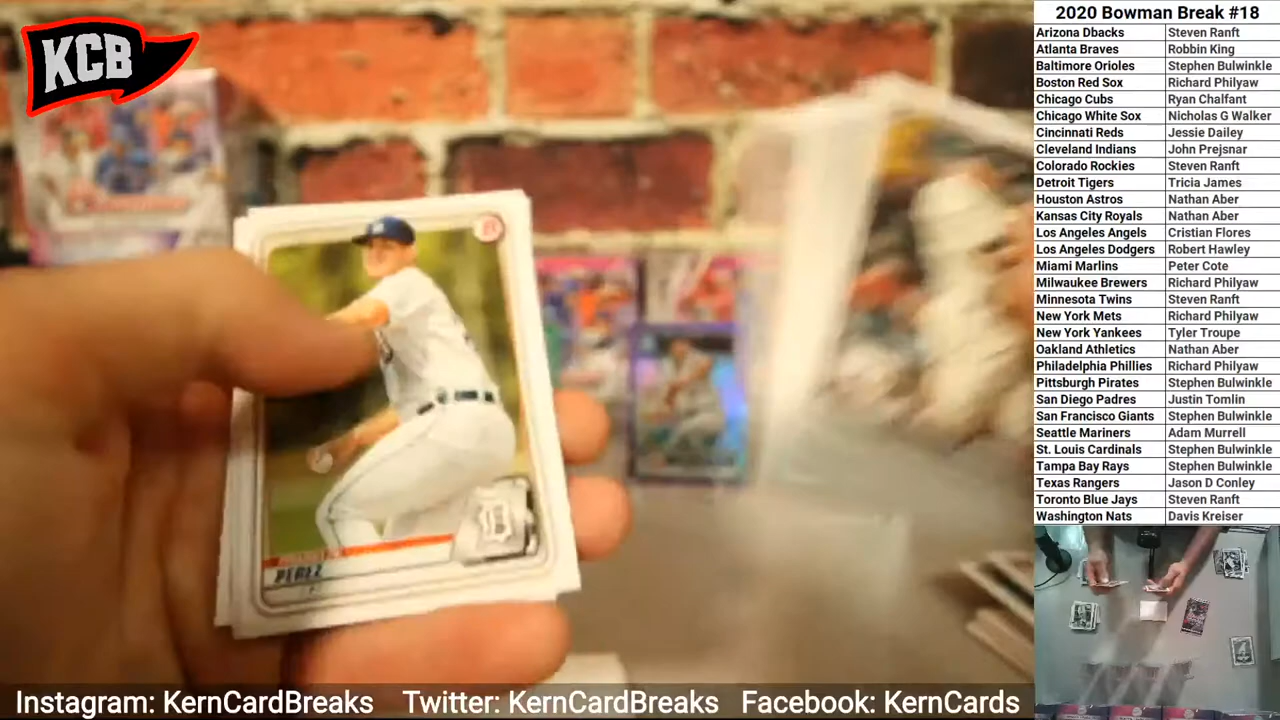 KCB
PEREZ
2020 Bowman Break #18
Arizona Dbacks Steven Ranft
Atlanta Braves Robbin King
Baltimore Orioles Stephen Bulwinkle
Boston Red Sox Richard Philyaw
Chicago Cubs Ryan Chalfant
Chicago White Sox Nicholas G Walker
Cincinnati Reds Jessie Dailey
Cleveland Indians John Prejsnar
Colorado Rockies Steven Ranft
Detroit Tigers Tricia James
Houston Astros Nathan Aber
Kansas City Royals Nathan Aber
Los Angeles Angels Cristian Flores
Los Angeles Dodgers Robert Hawley
Miami Marlins Peter Cote
Milwaukee Brewers Richard Philyaw
Minnesota Twins Steven Ranft
New York Mets Richard Philyaw
New York Yankees Tyler Troupe
Oakland Athletics Nathan Aber
Philadelphia Phillies Richard Philyaw
Pittsburgh Pirates Stephen Bulwinkle
San Diego Padres Justin Tomlin
San Francisco Giants Stephen Bulwinkle
Seattle Mariners Adam Murrell
St. Louis Cardinals Stephen Bulwinkle
Tampa Bay Rays Stephen Bulwinkle
Texas Rangers Jason D Conley
Toronto Blue Jays Steven Ranft
Washington Nats Davis Kreiser
Instagram: KernCardBreaks Twitter: KernCardBreaks Facebook: KernCards